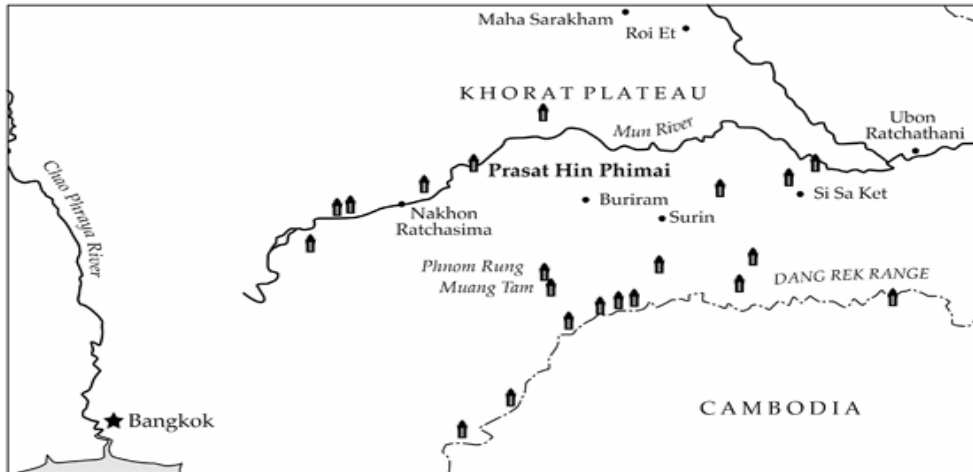 Maha Sarakham
Roi Et
KHORAT PLATEAU
Mun River
Ubon
Ratchathani
Prasat Hin Phimai
Chao Phraya River
Buriram
Si Sa Ket
Nakhon
Ratchasima
Surin
Phnom Rung
Muang Tam
DANG REK RANGE
CAMBODIA
Bangkok